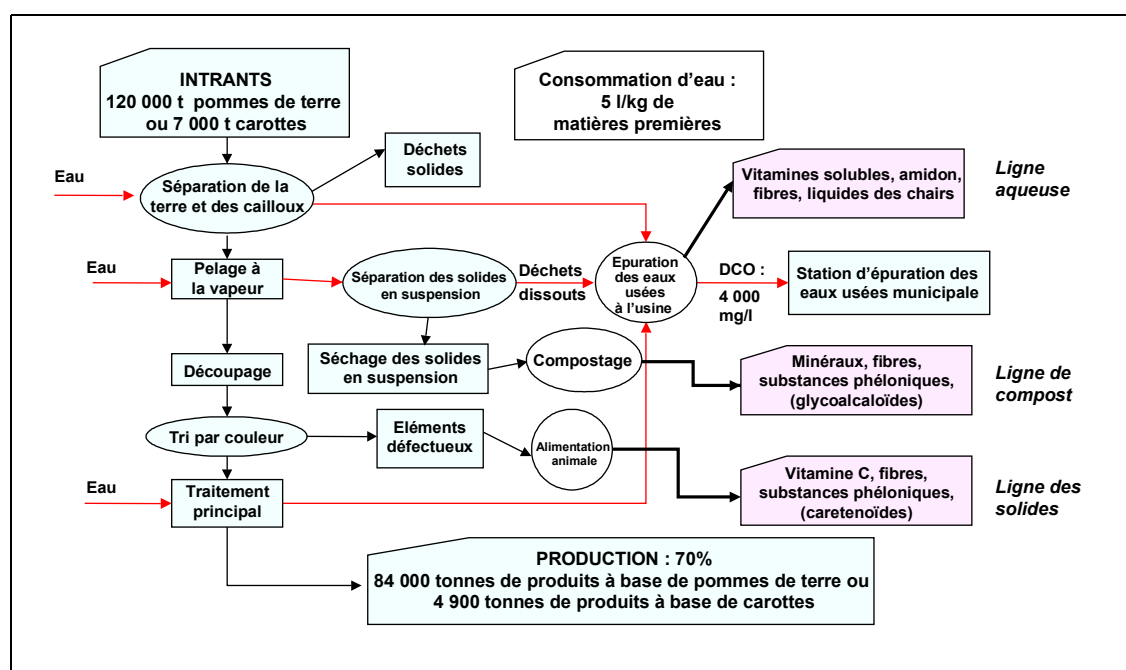 INTRANTS
120 000 t pommes de terre
ou 7 000 t carottes
Consommation d'eau :
5 l/kg de
matières premières
Déchets
solides
Eau
Séparation de la
terre et des cailloux
Vitamines solubles, amidon,
fibres, liquides des chairs
Ligne
aqueuse
Eau
Pelage à
la vapeur
Séparation des solides
en suspension
Déchets
dissouts
Epuration
des eaux
usées
à l'usine
DCO :
4 000
mg/l
Station d'épuration des
eaux usées municipale
Découpage
Séchage des solides
en suspension
Compostage
Minéraux, fibres,
substances phéloniques,
(glycoalcaloïdes)
Ligne de
compost
Tri par couleur
Eléments
défectueux
Alimentation
animale
Vitamine C, fibres,
substances phéloniques,
(caretenoïdes)
Ligne des
solides
Eau
Traitement
principal
PRODUCTION : 70%
84 000 tonnes de produits à base de pommes de terre ou
4 900 tonnes de produits à base de carottes